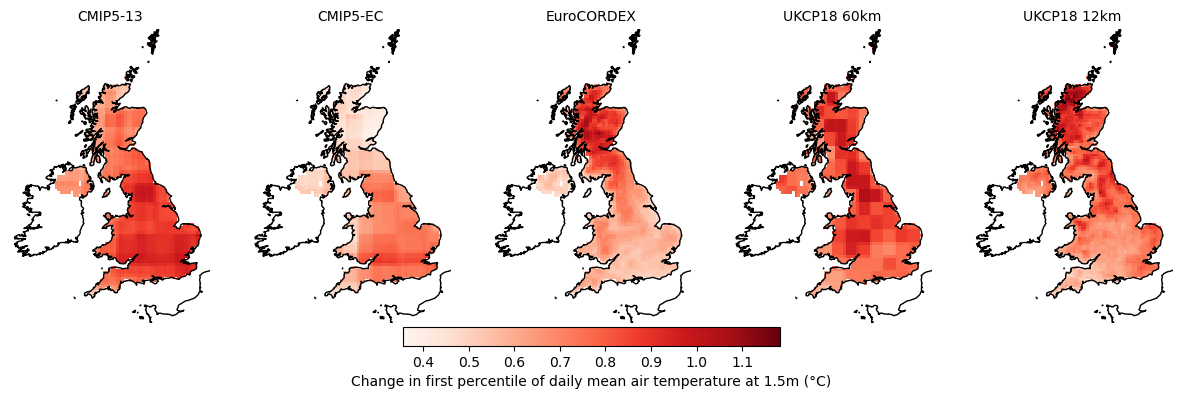 CMIP5-13 CMIP5-EC EuroCORDEX UKCP18 60km UKCP18 12km
0.4 0.5 0.6 0.7 0.8 0.9 1.0 1.1
Change in first percentile of daily mean air temperature at 1.5m (°C)